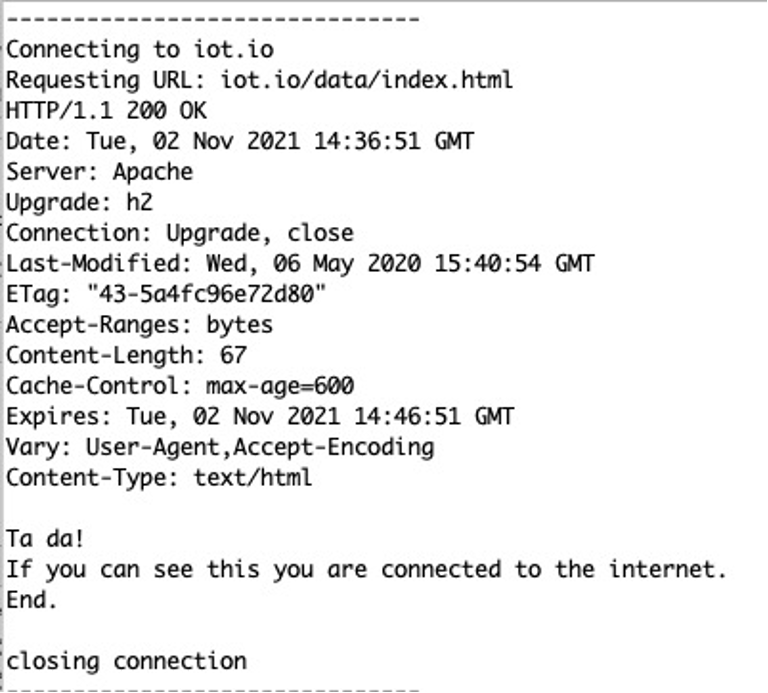 -------------------------------
Connecting to iot.io
Requesting URL: iot.io/data/index.html
HTTP/1.1 200 OK
Date: Tue, 02 Nov 2021 14:36:51 GMT
Server: Apache
Upgrade: h2
Connection: Upgrade, close
Last-Modified: Wed, 06 May 2020 15:40:54 GMT
ETag: "43-5a4fc96e72d80"
Accept-Ranges: bytes
Content-Length: 67
Cache-Control: max-age=600
Expires: Tue, 02 Nov 2021 14:46:51 GMT
Vary: User-Agent,Accept-Encoding
Content-Type: text/html

Ta da!
If you can see this you are connected to the internet.
End.

closing connection
-------------------------------